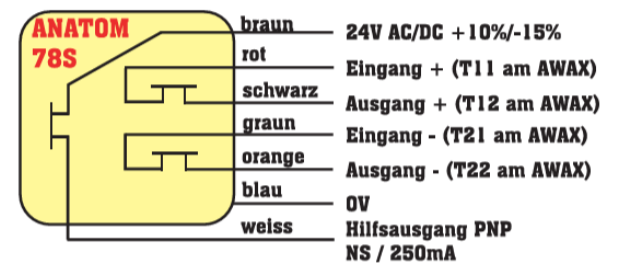 ANATOM
78S
braun
24V AC/DC +10%/-15%
rot
Eingang + (T11 am AWAX)
schwarz
Ausgang + (T12 am AWAX)
graun
Eingang - (T21 am AWAX)
orange
Ausgang - (T22 am AWAX)
blau
0V
weiss
Hilfsausgang PNP
NS / 250mA